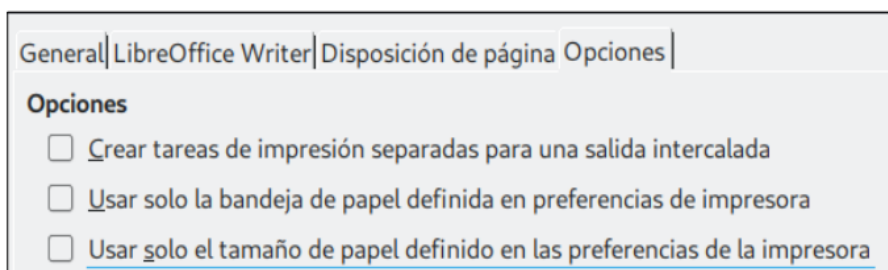 General LibreOffice Writer Disposición de página Opciones
Opciones
Crear tareas de impresión separadas para una salida intercalada
Usar solo la bandeja de papel definida en preferencias de impresora
Usar solo el tamaño de papel definido en las preferencias de la impresora